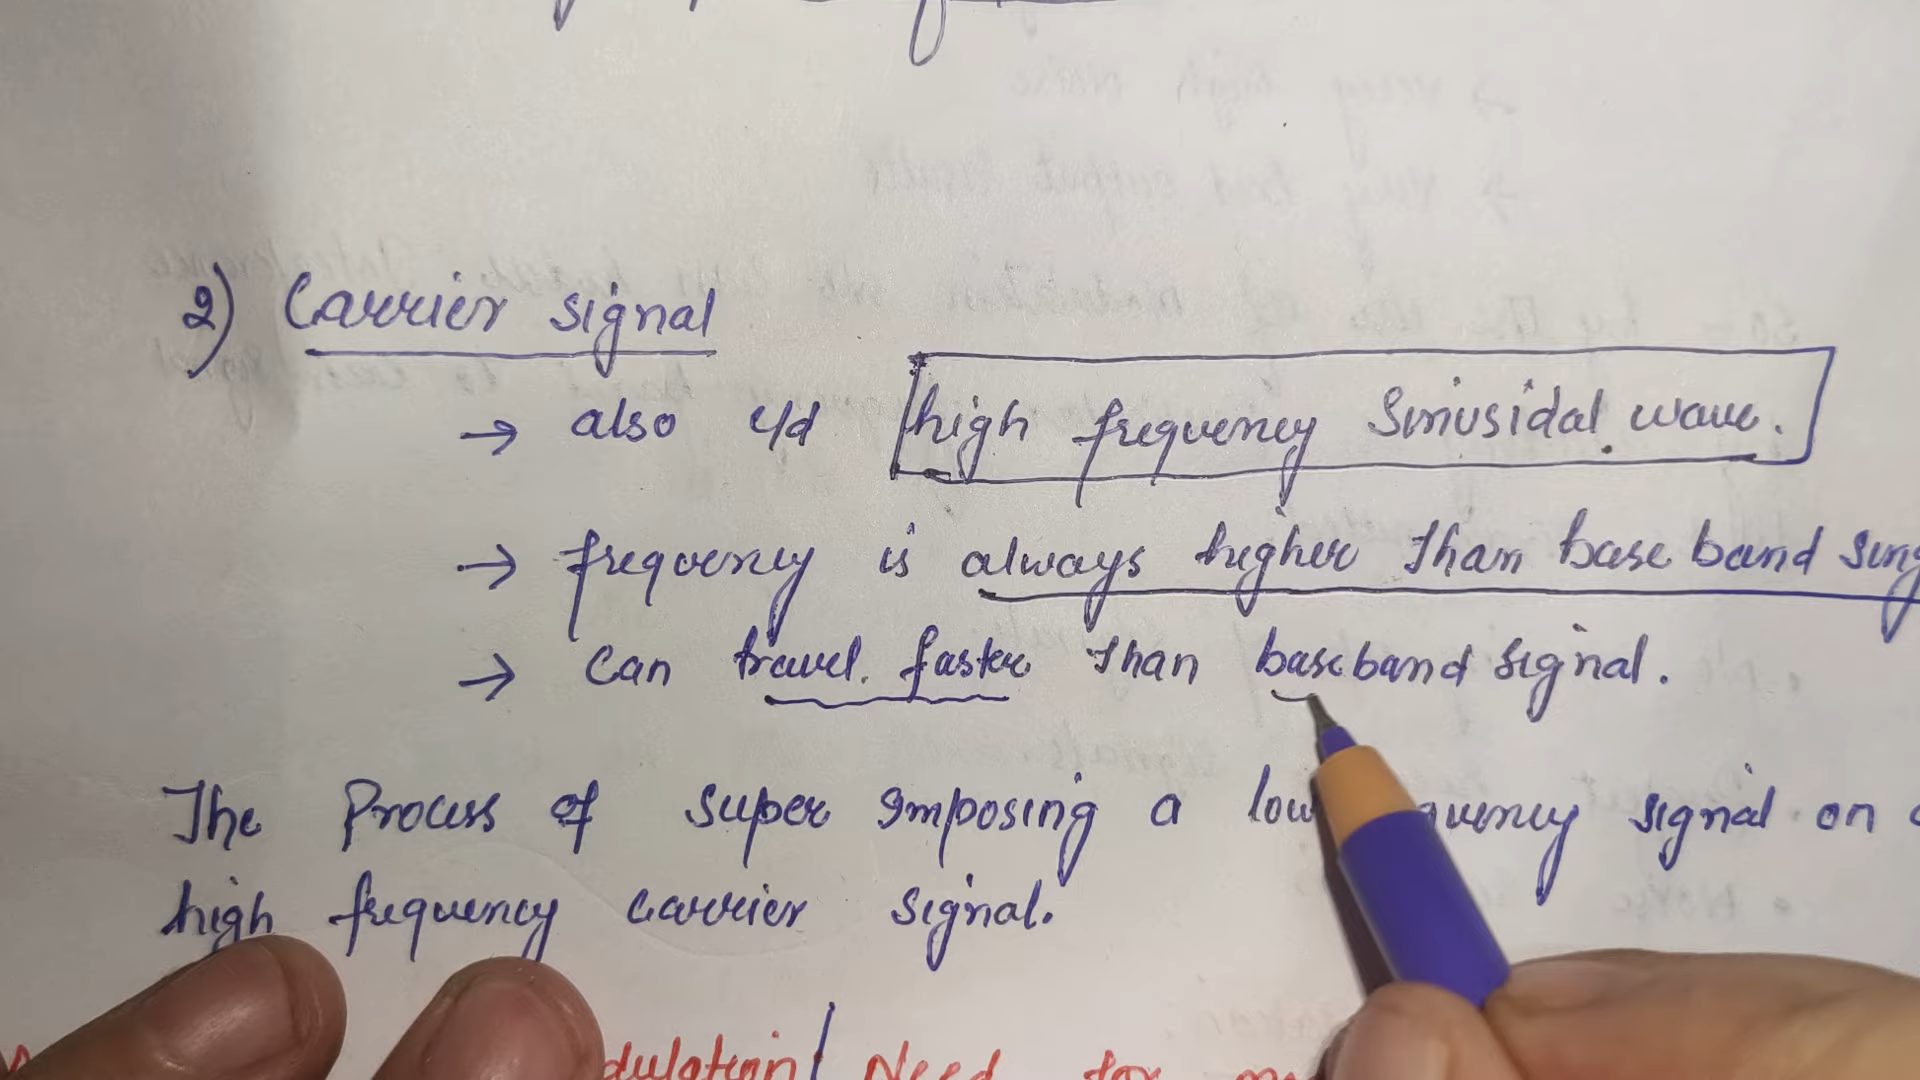 2) Carrier signal
→ also c/d high frequency Sinusidal wave.
→ frequency is always higher than base band
→ Can travel faster than baseband signal.
The Process of super imposing a low signal on
high frequency carrier signal.
Need for